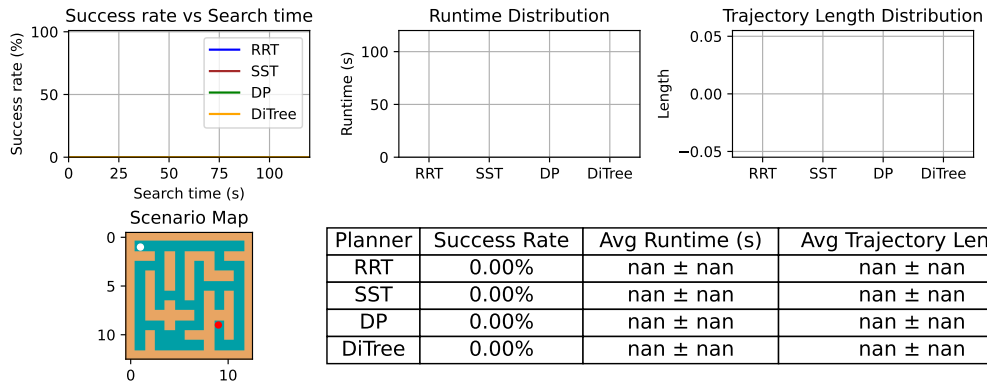 Success rate vs Search time
Success rate (%)
100
50
0
0 25 50 75 100
Search time (s)
RRT
SST
DP
DiTree
Runtime Distribution
Runtime (s)
100
50
0
RRT SST DP DiTree
Trajectory Length Distribution
Length
0.05
0.00
−0.05
RRT SST DP DiTree
Scenario Map
0
5
10
0 10
Planner Success Rate Avg Runtime (s) Avg Trajectory Len
RRT 0.00% nan ± nan nan ± nan
SST 0.00% nan ± nan nan ± nan
DP 0.00% nan ± nan nan ± nan
DiTree 0.00% nan ± nan nan ± nan